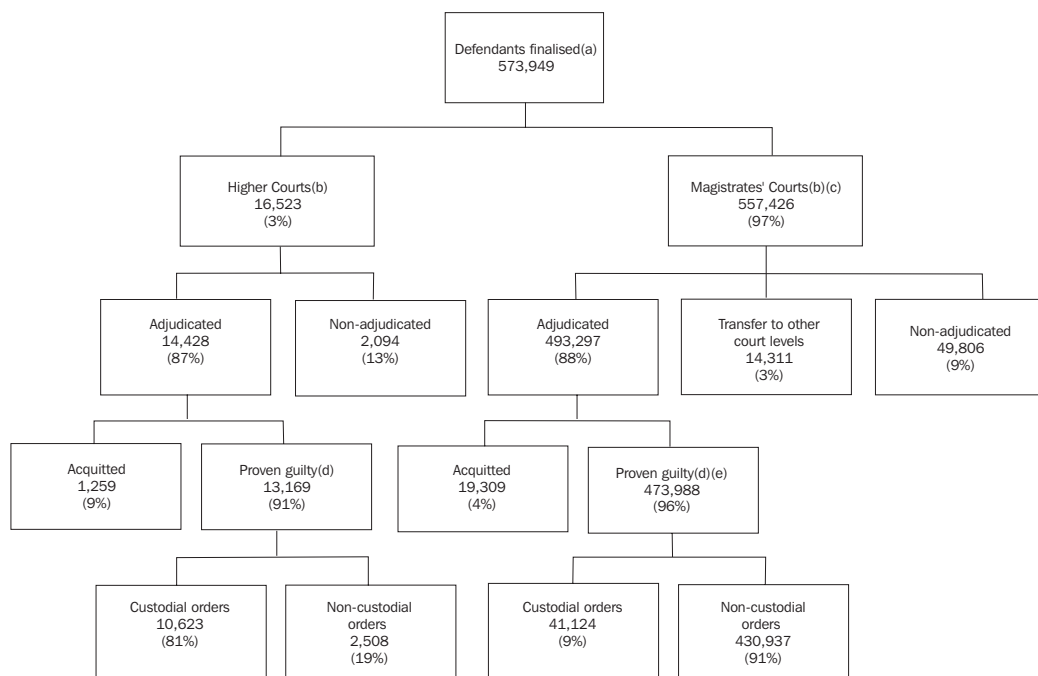 Defendants finalised(a)
573,949
Higher Courts(b)
16,523
(3%)
Magistrates' Courts(b)(c)
557,426
(97%)
Adjudicated
14,428
(87%)
Non-adjudicated
2,094
(13%)
Adjudicated
493,297
(88%)
Transfer to other
court levels
14,311
(3%)
Non-adjudicated
49,806
(9%)
Acquitted
1,259
(9%)
Proven guilty(d)
13,169
(91%)
Acquitted
19,309
(4%)
Proven guilty(d)(e)
473,988
(96%)
Custodial orders
10,623
(81%)
Non-custodial
orders
2,508
(19%)
Custodial orders
41,124
(9%)
Non-custodial
orders
430,937
(91%)